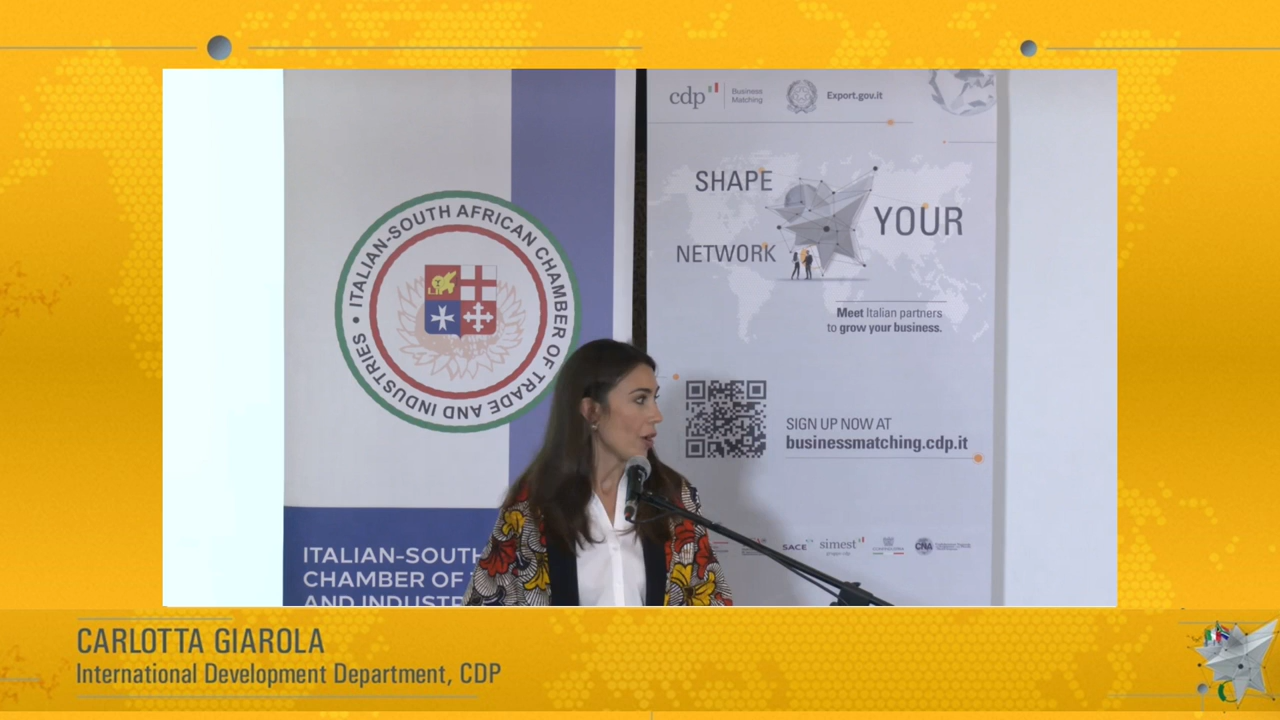 cdp
Business
Matching
Export.gov.it
SHAPE
YOUR
NETWORK
Meet Italian partners
to grow your business.
• ITALIAN-SOUTH AFRICAN CHAMBER OF TRADE AND INDUSTRIES
SIGN UP NOW AT
businessmatching.cdp.it
SACE
simest
CNA
ITALIAN-SOUTH
CHAMBER OF
AND INDUSTR
CARLOTTA GIAROLA
International Development Department, CDP